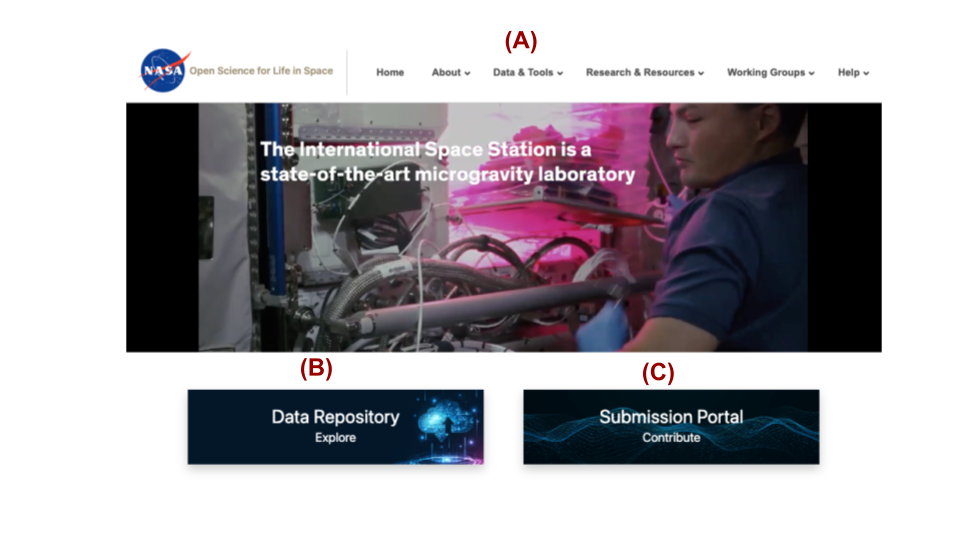 (A)
NASA
Open Science for Life in Space
Home
About
Data & Tools
Research & Resources
Working Groups
Help
The International Space Station is a
state-of-the-art microgravity laboratory
(B)
(C)
Data Repository
Explore
Submission Portal
Contribute